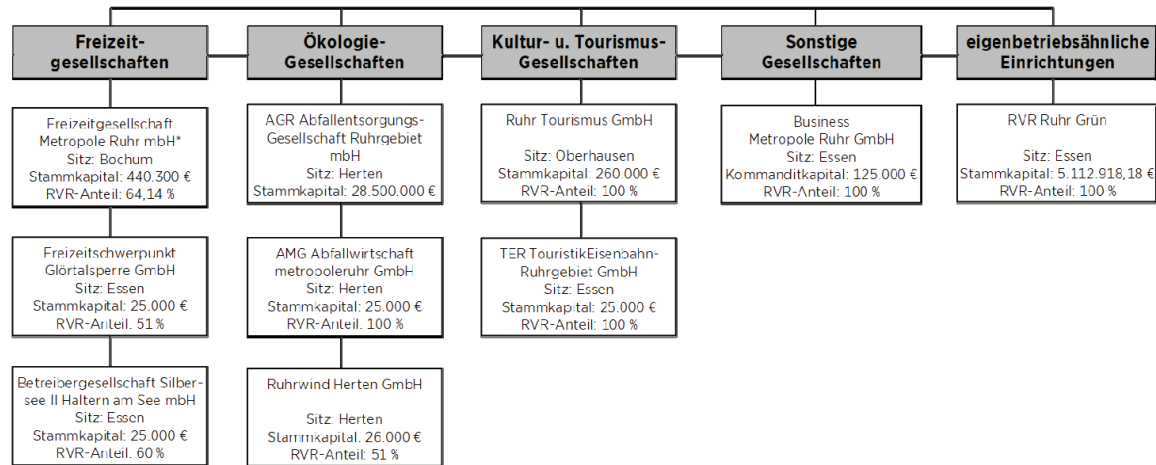 Freizeit-
gesellschaften
Ökologie-
Gesellschaften
Kultur- u. Tourismus-
Gesellschaften
Sonstige
Gesellschaften
eigenbetriebsähnliche
Einrichtungen
Freizeitgesellschaft
Metropole Ruhr mbH*
Sitz: Bochum
Stammkapital: 440.300 €
RVR-Anteil: 64,14 %
AGR Abfallentsorgungs-
Gesellschaft Ruhrgebiet
mbH
Sitz: Herten
Stammkapital: 28.500.000 €
Ruhr Tourismus GmbH
Sitz: Oberhausen
Stammkapital: 260.000 €
RVR-Anteil: 100 %
Business
Metropole Ruhr GmbH
Sitz: Essen
Kommanditkapital: 125.000 €
RVR-Anteil: 100 %
RVR Ruhr Grün
Sitz: Essen
Stammkapital: 5.112.918,18 €
RVR-Anteil: 100 %
Freizeitschwerpunkt
Glörtalsperre GmbH
Sitz: Essen
Stammkapital: 25.000 €
RVR-Anteil: 51 %
AMG Abfallwirtschaft
metropoleruhr GmbH
Sitz: Herten
Stammkapital: 25.000 €
RVR-Anteil: 100 %
TER TouristikEisenbahn-
Ruhrgebiet GmbH
Sitz: Essen
Stammkapital: 25.000 €
RVR-Anteil: 100 %
Betreibergesellschaft Silber-
see II Haltern am See mbH
Sitz: Essen
Stammkapital: 25.000 €
RVR-Anteil: 60 %
Ruhrwind Herten GmbH
Sitz: Herten
Stammkapital: 26.000 €
RVR-Anteil: 51 %